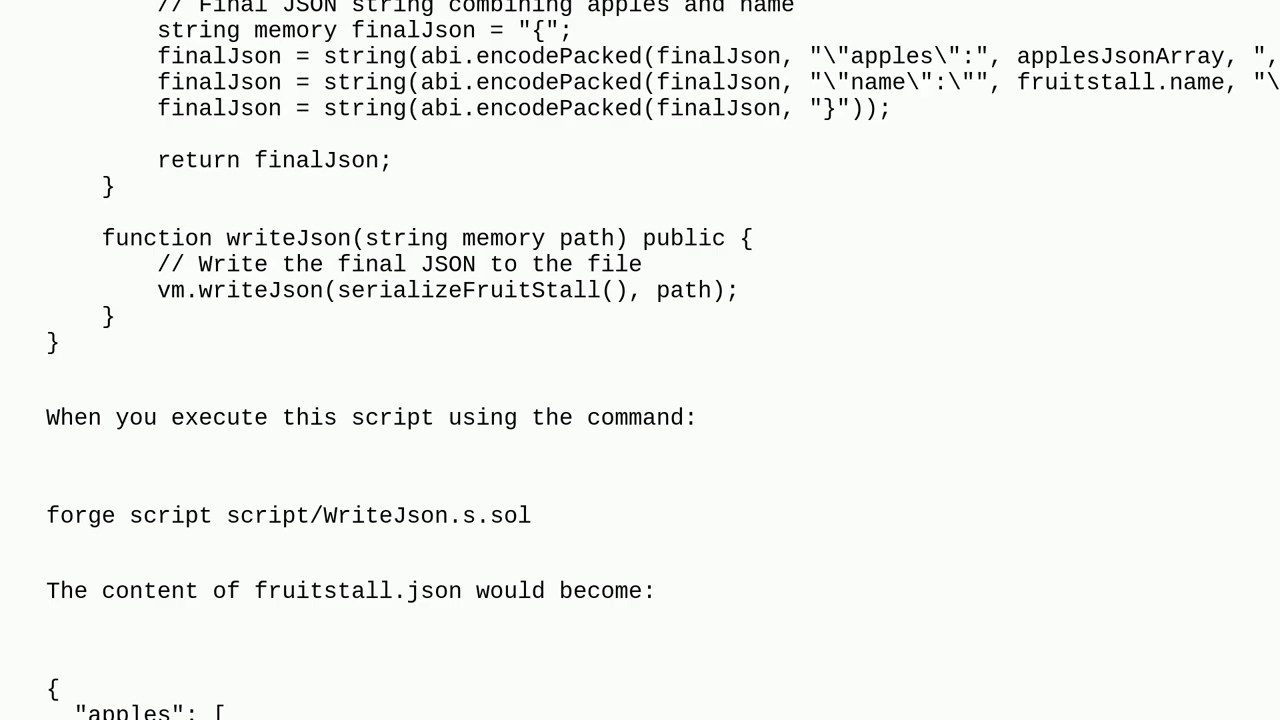 // Final JSON string combining apples and name
string memory finalJson = "{";
finalJson = string(abi.encodePacked(finalJson, "\"apples\":", applesJsonArray, ",
finalJson = string(abi.encodePacked(finalJson, "\"name\":\"", fruitstall.name, "\
finalJson = string(abi.encodePacked(finalJson, "}"));
return finalJson;
}
function writeJson(string memory path) public {
// Write the final JSON to the file
vm.writeJson(serializeFruitStall(), path);
}
}
When you execute this script using the command:
forge script script/WriteJson.s.sol
The content of fruitstall.json would become:
{
"apples": [